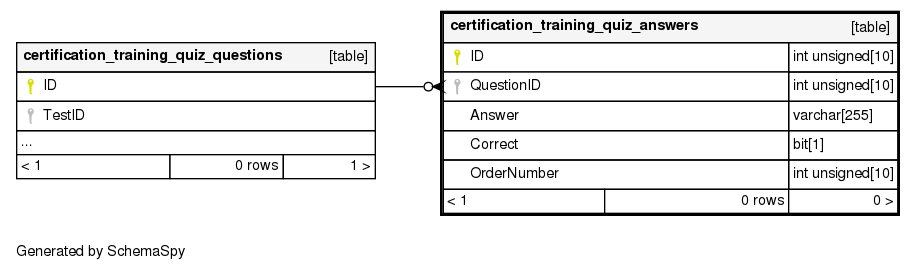 certification_training_quiz_questions [table]
ID
TestID
...
< 1 0 rows 1 >
certification_training_quiz_answers [table]
ID int unsigned[10]
QuestionID int unsigned[10]
Answer varchar[255]
Correct bit[1]
OrderNumber int unsigned[10]
< 1 0 rows 0 >
Generated by SchemaSpy